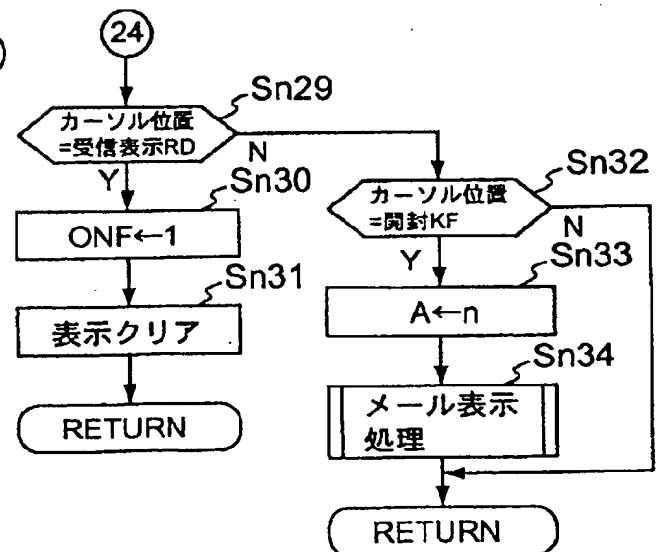 24
Sn29
カーソル位置
=受信表示RD
N
Y
Sn30
ONF←1
Sn31
表示クリア
RETURN
Sn32
カーソル位置
=開封KF
N
Y
Sn33
A←n
Sn34
メール表示
処理
RETURN